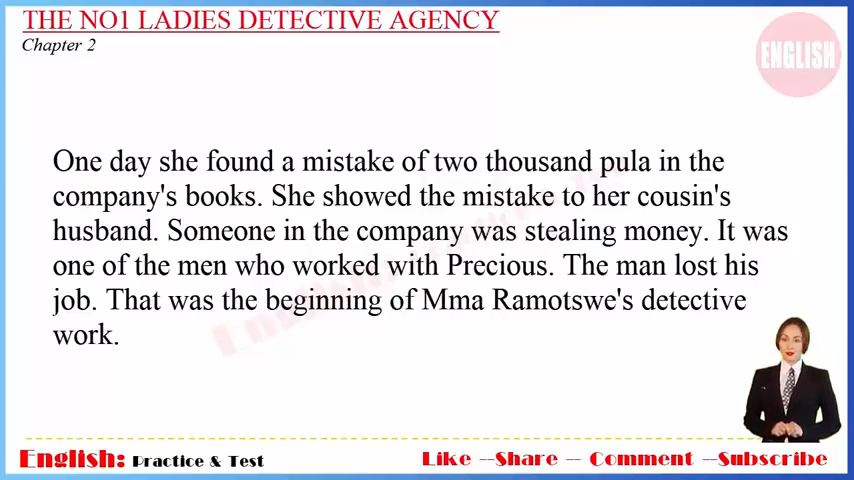 THE NO1 LADIES DETECTIVE AGENCY
Chapter 2
ENGLISH
One day she found a mistake of two thousand pula in the
company's books. She showed the mistake to her cousin's
husband. Someone in the company was stealing money. It was
one of the men who worked with Precious. The man lost his
job. That was the beginning of Mma Ramotswe's detective
work.
English: Practice & Test
Like --Share -- Comment --Subscribe